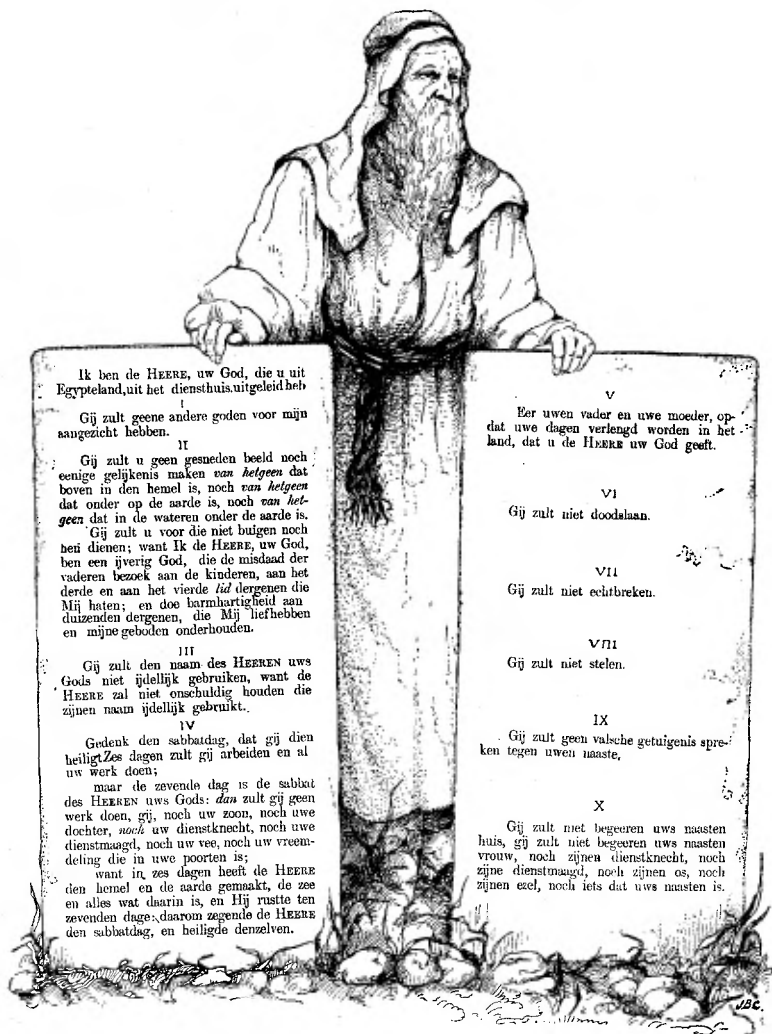 Ik ben de HEERE, uw God, die u uit
Egypteland, uit het diensthuis. uitgeleid heb
I
Gij zult geene andere goden voor mijn
aangezicht hebben.
II
Gij zult u geen gesneden beeld noch
eenige gelijkenis maken van hetgeen dat
boven in den hemel is, noch van hetgeen
dat onder op de aarde is, noch van het-
geen dat in de wateren onder de aarde is.
Gij zult u voor die niet buigen noch
hen dienen; want Ik de HEERE, uw God,
ben een ijverig God, die de misdaad der
vaderen bezoek aan de kinderen, aan het
derde en aan het vierde lid dergenen die
Mij haten; en doe barmhartigheid aan
duizenden dergenen, die Mij liefhebben
en mijne geboden onderhouden.
III
Gij zult den naam des HEEREN uws
Gods niet ijdellijk gebruiken, want de
HEERE zal niet onschuldig houden die
zijnen naam ijdellijk gebruikt.
IV
Gedenk den sabbatdag, dat gij dien
heiligt. Zes dagen zult gij arbeiden en al
uw werk doen;
maar de zevende dag is de sabbat
des HEEREN uws Gods: dan zult gij geen
werk doen, gij, noch uw zoon, noch uwe
dochter, noch uw dienstknecht, noch uwe
dienstmaagd, noch uw vee, noch uw vreem-
deling die in uwe poorten is;
want in zes dagen heeft de HEERE
den hemel en de aarde gemaakt, de zee
en alles wat daarin is, en Hij rustte ten
zevenden dage: daarom zegende de HEERE
den sabbatdag, en heiligde denzelven.
V
Eer uwen vader en uwe moeder, op-
dat uwe dagen verlengd worden in het
land, dat u de HEERE uw God geeft.
VI
Gij zult niet doodslaan.
VII
Gij zult niet echtbreken.
VIII
Gij zult niet stelen.
IX
Gij zult geen valsche getuigenis spre-
ken tegen uwen naaste,
X
Gij zult niet begeeren uws naasten
huis, gij zult niet begeeren uws naasten
vrouw, noch zijnen dienstknecht, noch
zijne dienstmaagd, noch zijnen os, noch
zijnen ezel, noch iets dat uws naasten is.
J.B.C.